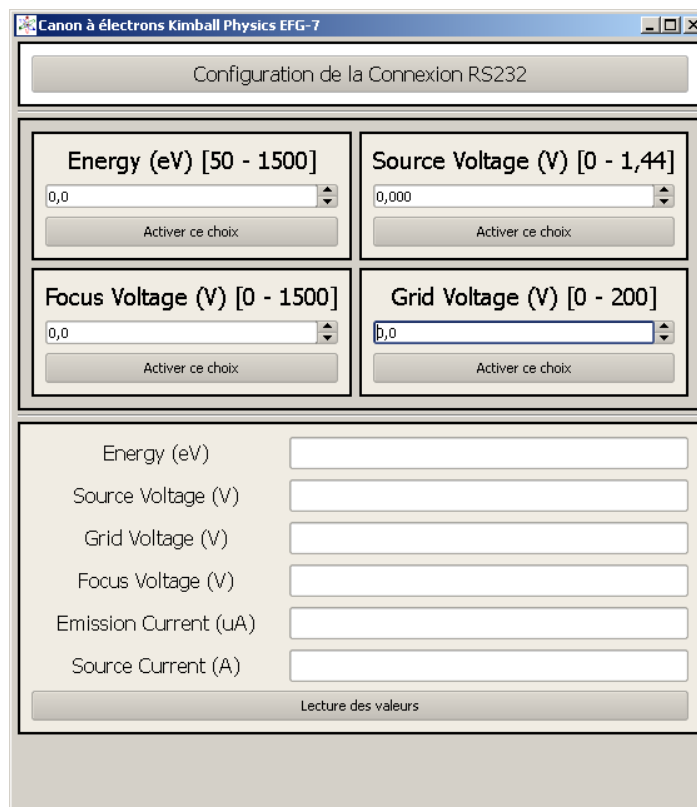 Canon à électrons Kimball Physics EFG-7
Configuration de la Connexion RS232
Energy (eV) [50 - 1500]
0,0
Activer ce choix
Source Voltage (V) [0 - 1,44]
0,000
Activer ce choix
Focus Voltage (V) [0 - 1500]
0,0
Activer ce choix
Grid Voltage (V) [0 - 200]
0,0
Activer ce choix
Energy (eV)
Source Voltage (V)
Grid Voltage (V)
Focus Voltage (V)
Emission Current (uA)
Source Current (A)
Lecture des valeurs